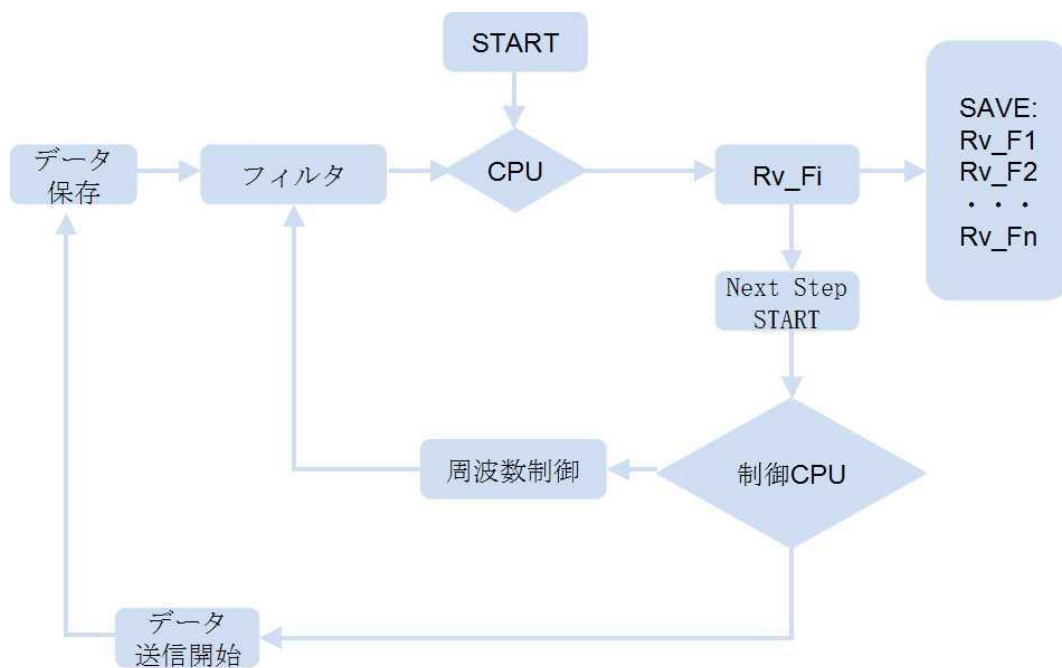 START
SAVE:
Rv_F1
Rv_F2
・・・
Rv_Fn
データ
保存
フィルタ
CPU
Rv_Fi
Next Step
START
周波数制御
制御CPU
データ
送信開始